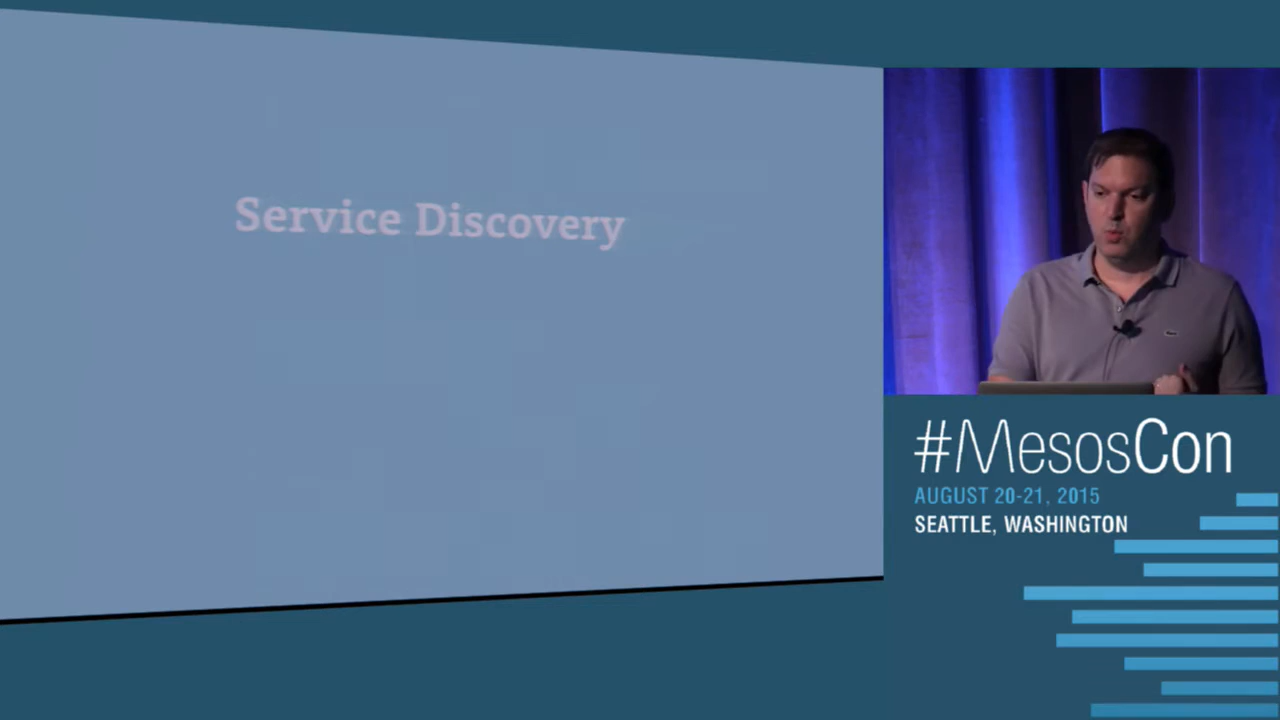 Service Discovery
#MesosCon
AUGUST 20-21, 2015
SEATTLE, WASHINGTON